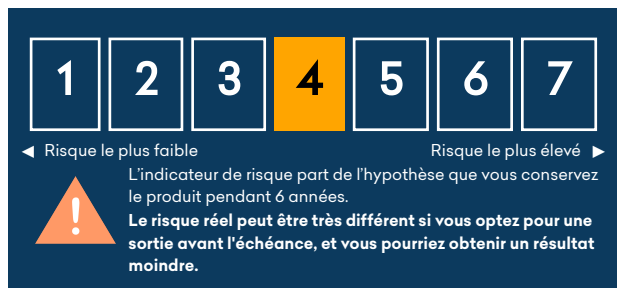 1 2 3 4 5 6 7
◄ Risque le plus faible Risque le plus élevé ►
L'indicateur de risque part de l'hypothèse que vous conservez
le produit pendant 6 années.
Le risque réel peut être très différent si vous optez pour une
sortie avant l'échéance, et vous pourriez obtenir un résultat
moindre.